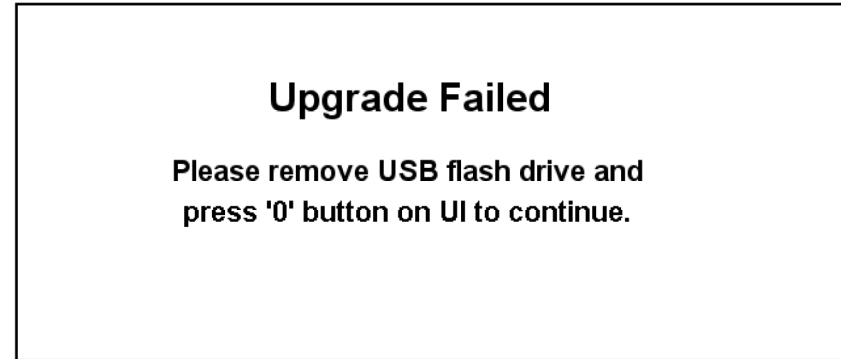 Upgrade Failed
Please remove USB flash drive and
press '0' button on UI to continue.